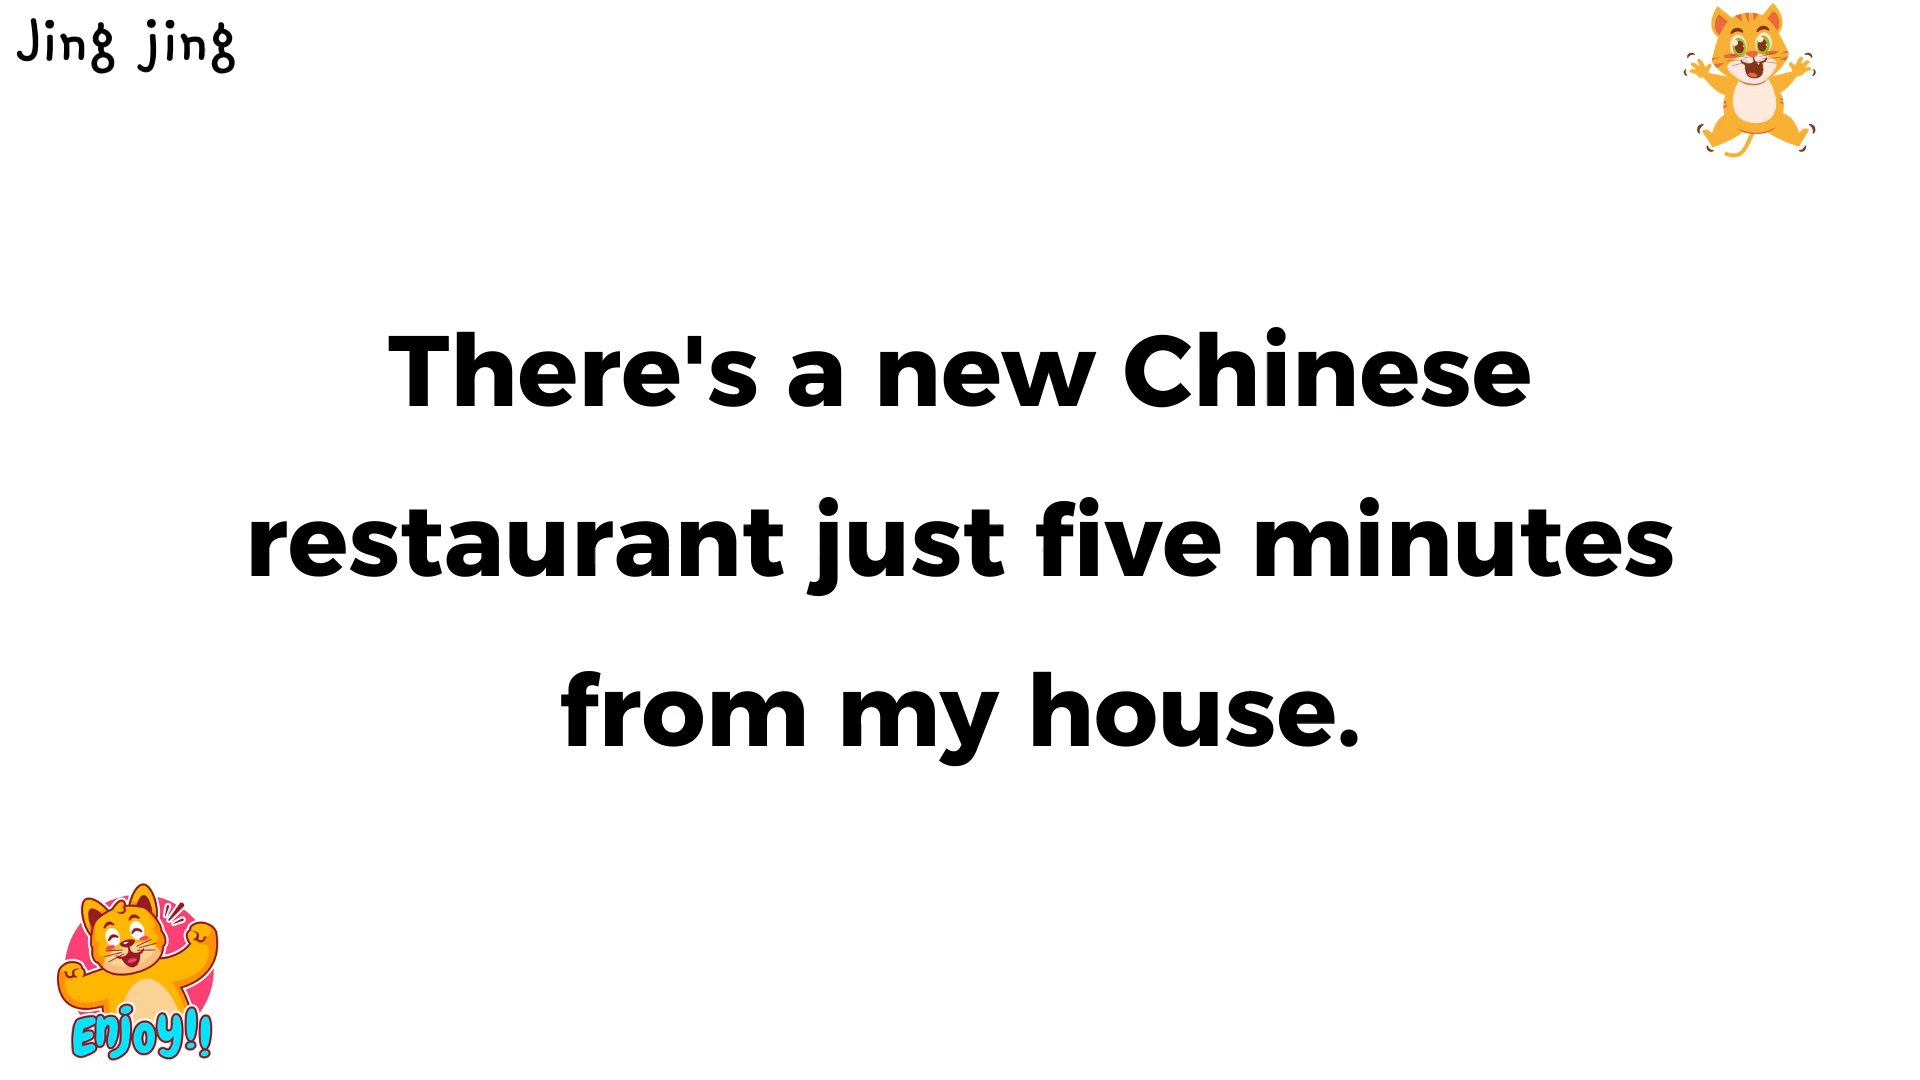 Jing jing
There's a new Chinese
restaurant just five minutes
from my house.
Enjoy!!